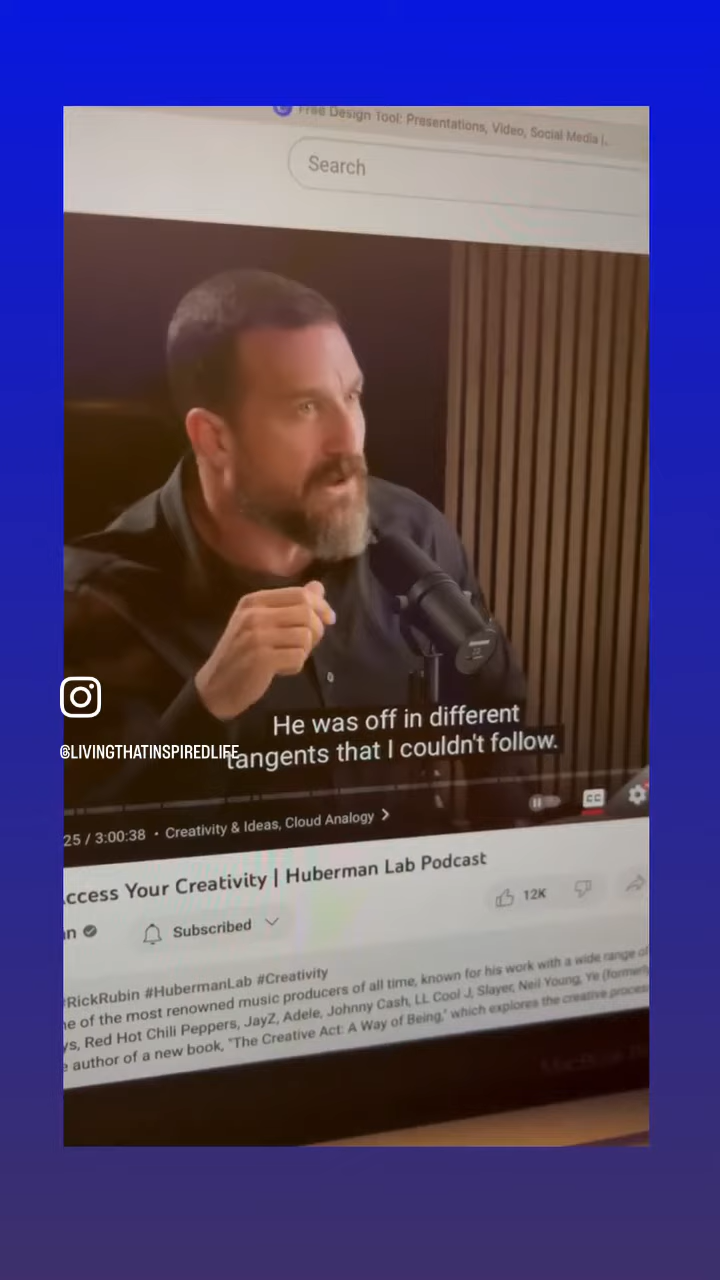 Free Design Tool: Presentations, Video, Social Media |..
Search
He was off in different
tangents that I couldn't follow.
@LIVINGTHATINSPIREDLIFE
CC
25 / 3:00:38 • Creativity & Ideas, Cloud Analogy
ccess Your Creativity | Huberman Lab Podcast
n Subscribed 12K
#RickRubin #HubermanLab #Creativity
ne of the most renowned music producers of all time, known for his work with a wide range of
ys, Red Hot Chili Peppers, JayZ, Adele, Johnny Cash, LL Cool J, Slayer, Neil Young, Ye (formerly
e author of a new book, "The Creative Act: A Way of Being," which explores the creative process